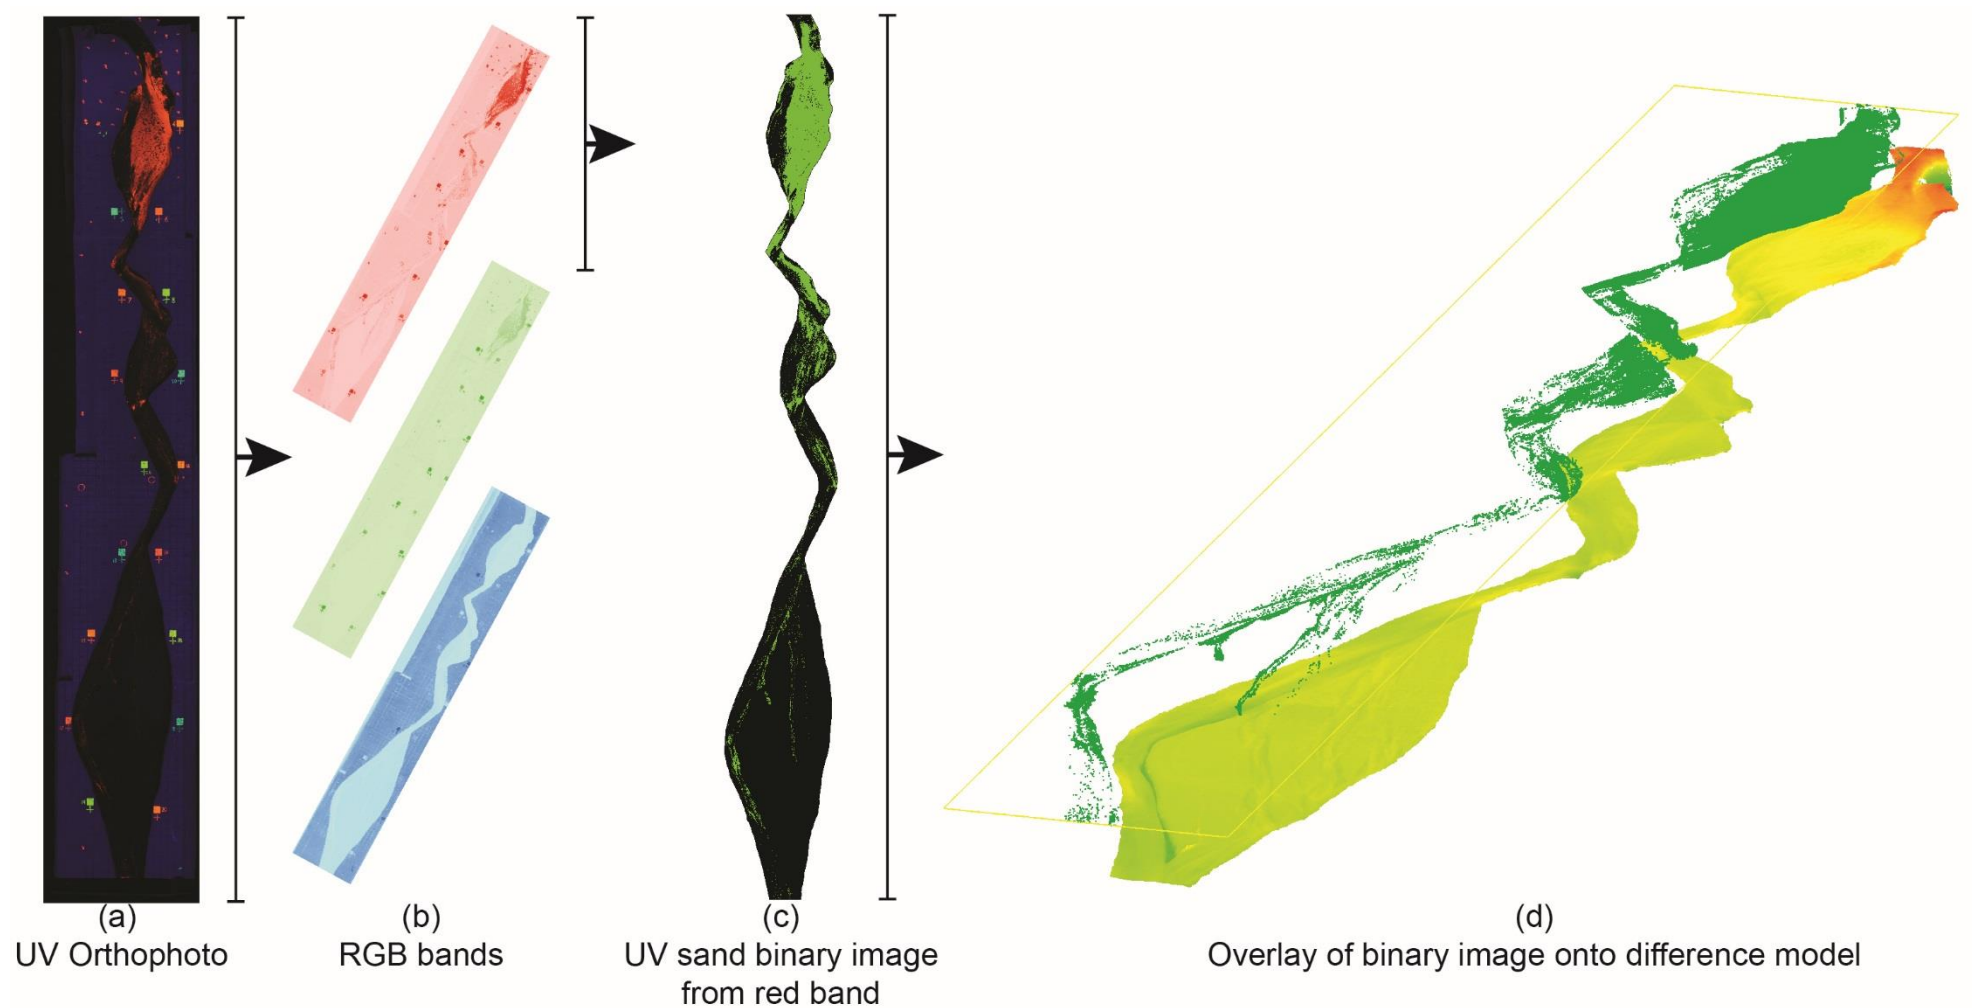 (a)
UV Orthophoto
(b)
RGB bands
(c)
UV sand binary image
from red band
(d)
Overlay of binary image onto difference model